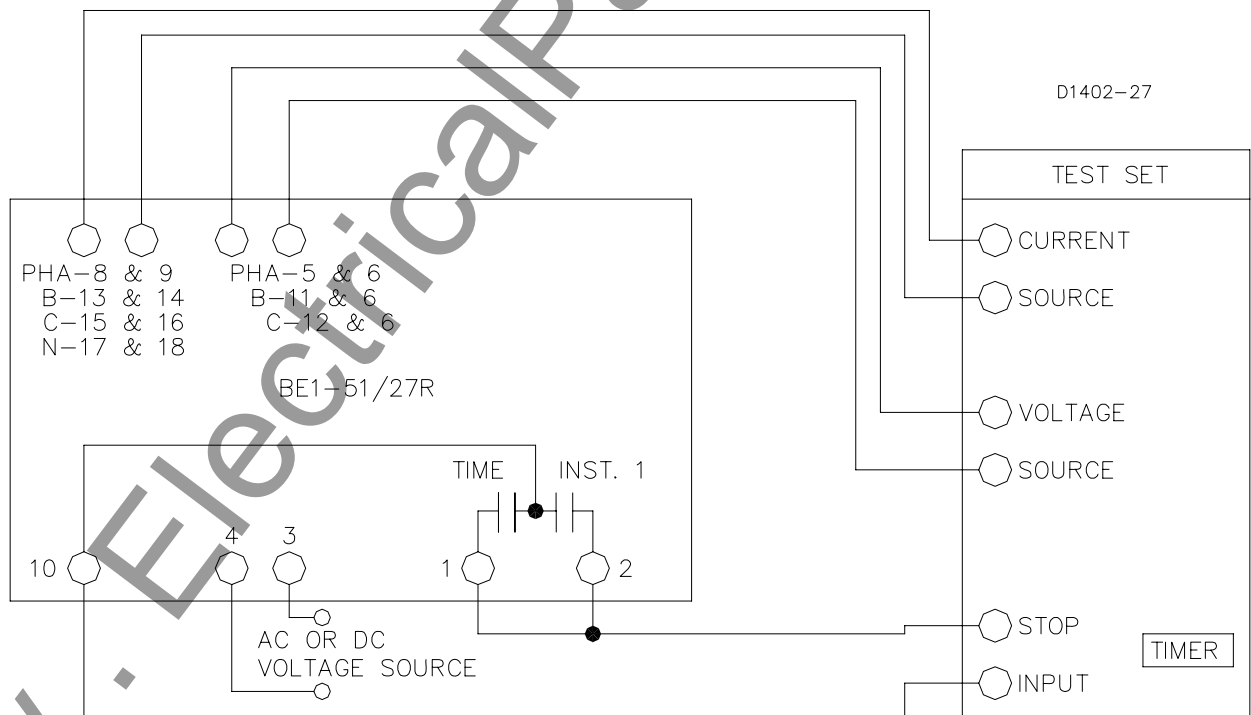 D1402-27
TEST SET
CURRENT
SOURCE
PHA-8 & 9
B-13 & 14
C-15 & 16
N-17 & 18
PHA-5 & 6
B-11 & 6
C-12 & 6
BE1-51/27R
VOLTAGE
SOURCE
TIME
INST. 1
10
4
3
1
2
AC OR DC
VOLTAGE SOURCE
STOP
TIMER
INPUT
. ElectricalPa